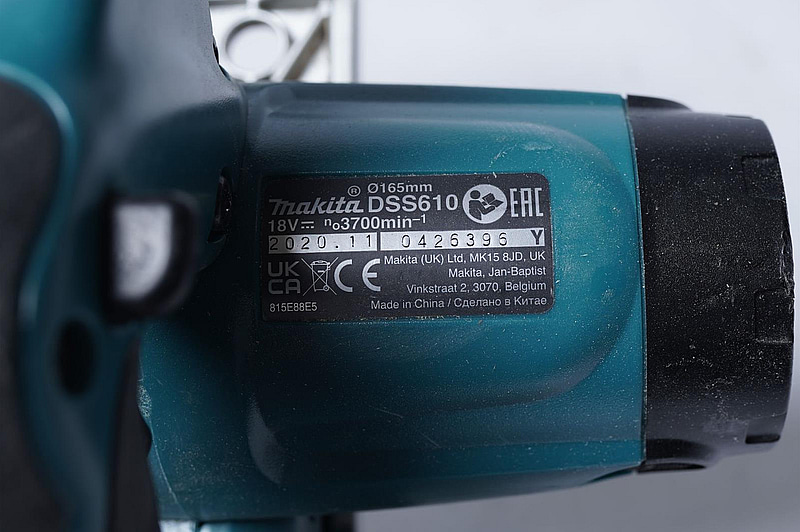 Ø165mm
makita® DSS610 EAC
18V⎓ n₀3700min⁻¹
2020.11 0426396 Y
UK CA CE Makita (UK) Ltd, MK15 8JD, UK
Makita, Jan-Baptist
Vinkstraat 2, 3070, Belgium
815E88E5 Made in China / Сделано в Китае